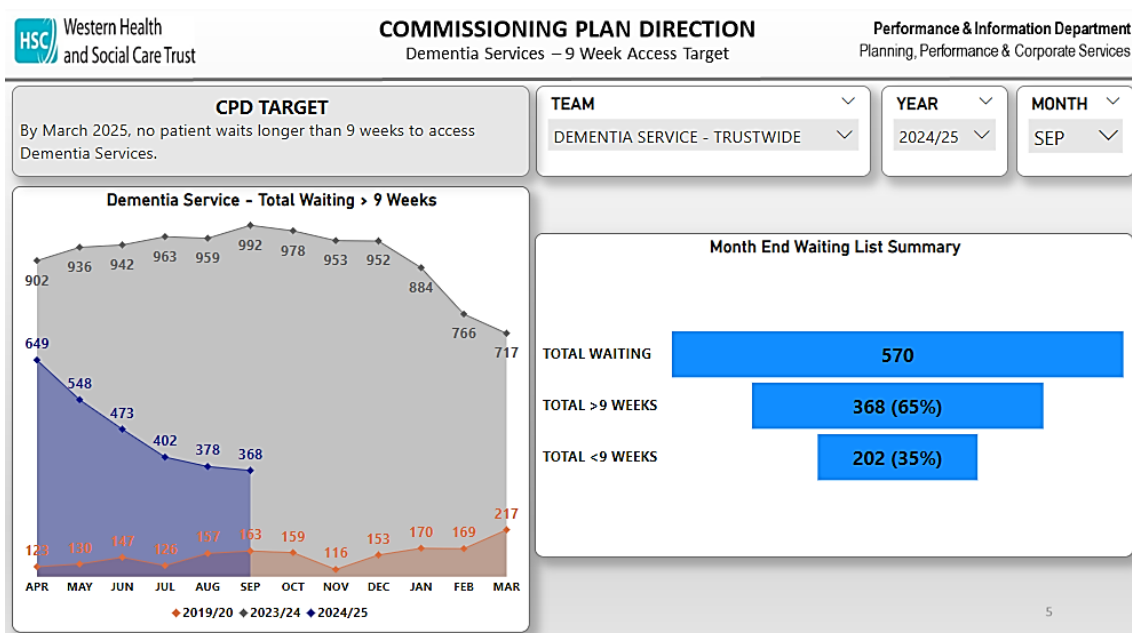 HSC Western Health
and Social Care Trust
COMMISSIONING PLAN DIRECTION
Dementia Services – 9 Week Access Target
Performance & Information Department
Planning, Performance & Corporate Services
CPD TARGET
By March 2025, no patient waits longer than 9 weeks to access
Dementia Services.
TEAM
DEMENTIA SERVICE - TRUSTWIDE
YEAR
2024/25
MONTH
SEP
Dementia Service - Total Waiting > 9 Weeks
902 936 942 963 959 992 978 953 952 884 766 717
649 548 473 402 378 368
123 130 147 126 157 163 159 116 153 170 169 217
APR MAY JUN JUL AUG SEP OCT NOV DEC JAN FEB MAR
2019/20 2023/24 2024/25
Month End Waiting List Summary
TOTAL WAITING 570
TOTAL >9 WEEKS 368 (65%)
TOTAL <9 WEEKS 202 (35%)
5